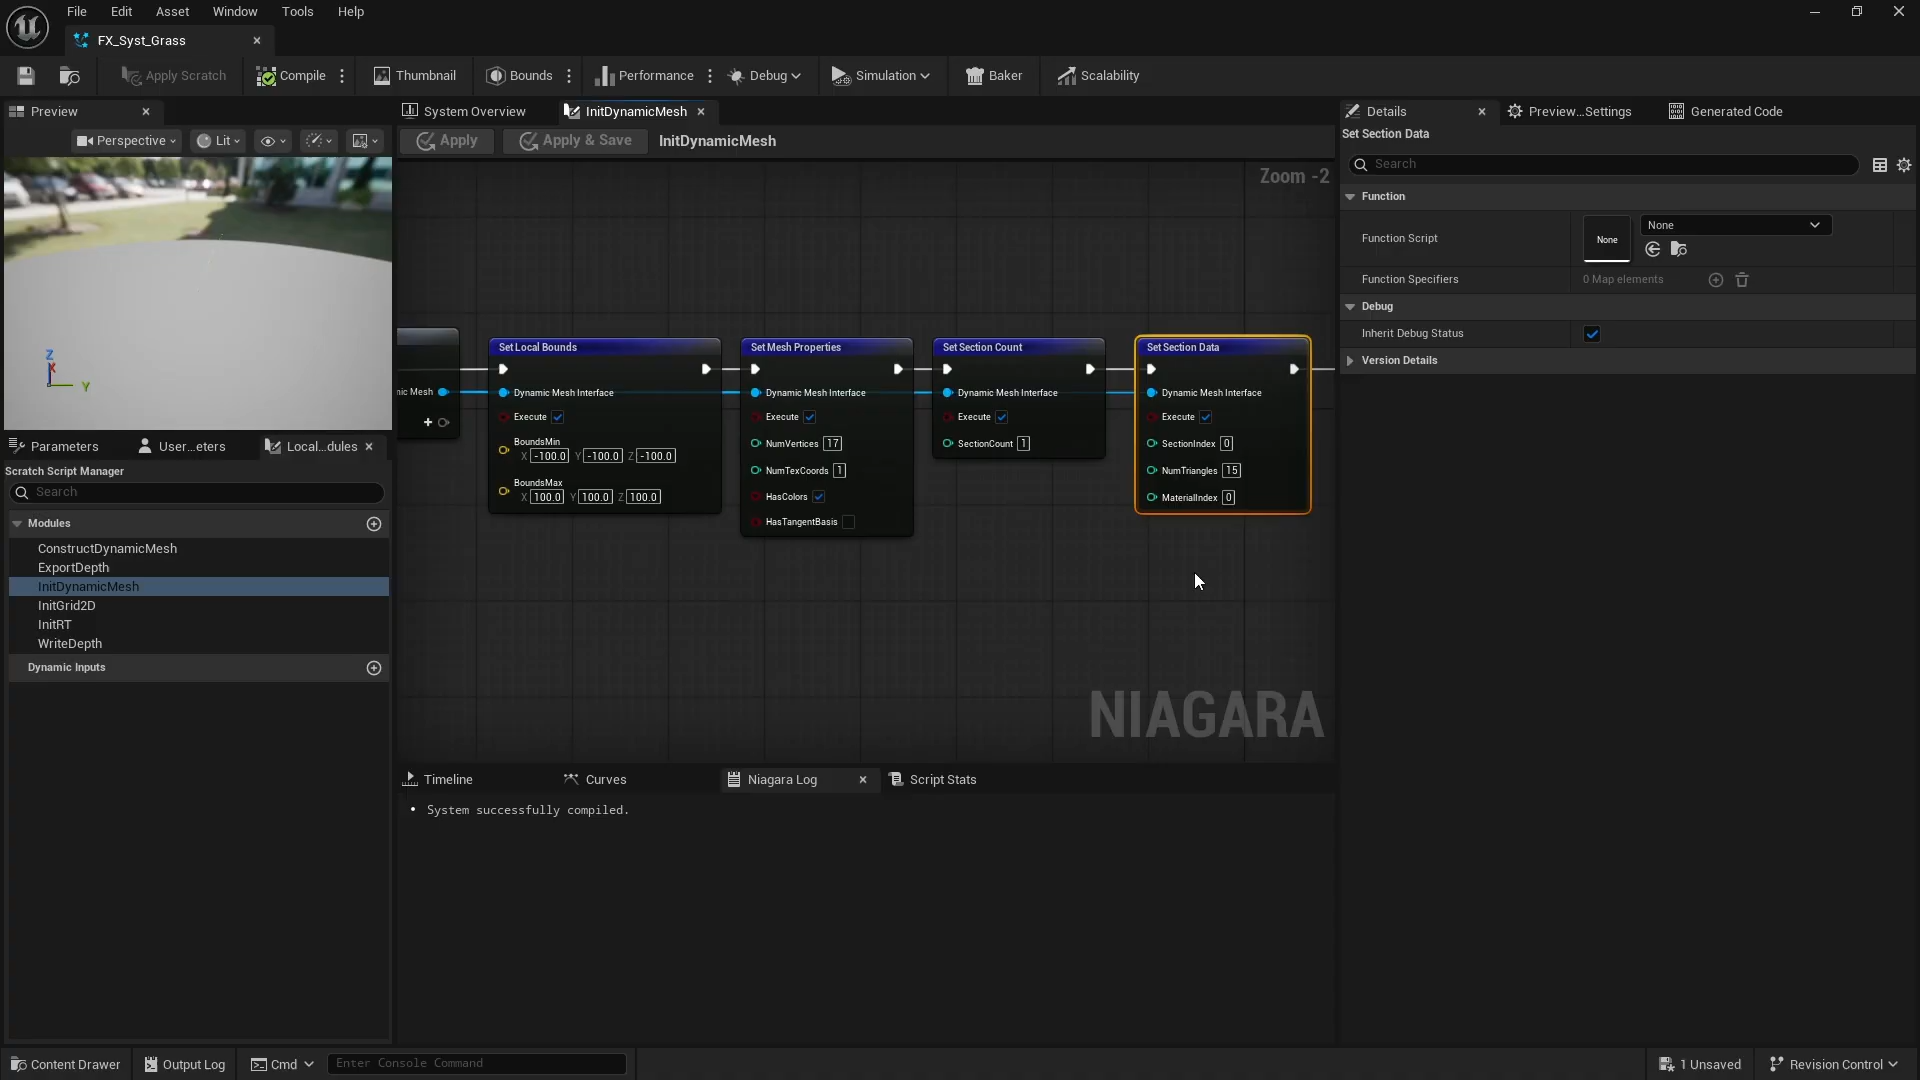 File Edit Asset Window Tools Help
FX_Syst_Grass
Apply Scratch Compile Thumbnail Bounds Performance Debug Simulation Baker Scalability
Preview
Perspective Lit
System Overview InitDynamicMesh
Apply Apply & Save InitDynamicMesh
Zoom -2
Z
X
Y
nic Mesh
Set Local Bounds
Dynamic Mesh Interface
Execute
BoundsMin
X -100.0 Y -100.0 Z -100.0
BoundsMax
X 100.0 Y 100.0 Z 100.0
Set Mesh Properties
Dynamic Mesh Interface
Execute
NumVertices 17
NumTexCoords 1
HasColors
HasTangentBasis
Set Section Count
Dynamic Mesh Interface
Execute
SectionCount 1
Set Section Data
Dynamic Mesh Interface
Execute
SectionIndex 0
NumTriangles 15
MaterialIndex 0
NIAGARA
Parameters User...eters Local...dules
Scratch Script Manager
Search
Modules
ConstructDynamicMesh
ExportDepth
InitDynamicMesh
InitGrid2D
InitRT
WriteDepth
Dynamic Inputs
Timeline Curves Niagara Log Script Stats
• System successfully compiled.
Details Preview...Settings Generated Code
Set Section Data
Search
Function
Function Script None None
Function Specifiers 0 Map elements
Debug
Inherit Debug Status
Version Details
Content Drawer Output Log Cmd Enter Console Command 1 Unsaved Revision Control